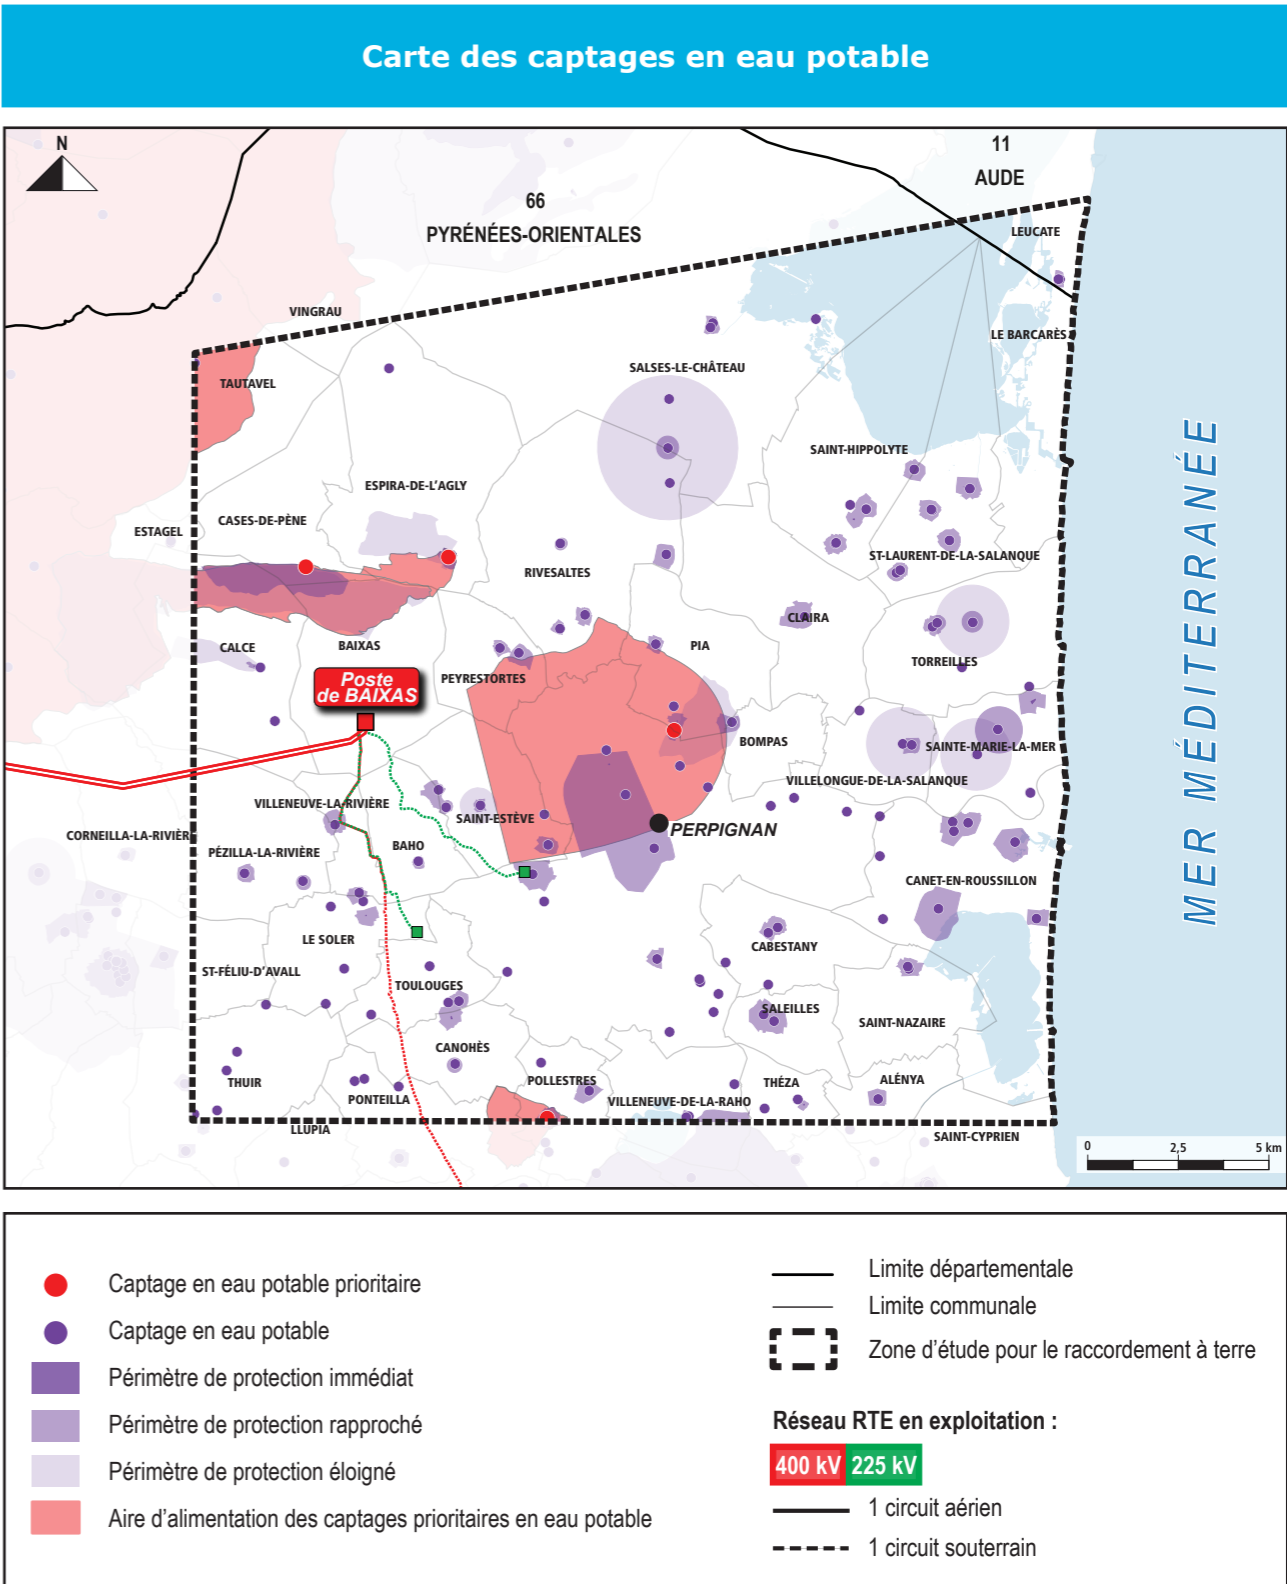 Carte des captages en eau potable
N
11
AUDE
66
PYRÉNÉES-ORIENTALES
LEUCATE
VINGRAU
LE BARCARÈS
SALSES-LE-CHÂTEAU
TAUTAVEL
SAINT-HIPPOLYTE
ESPIRA-DE-L'AGLY
CASES-DE-PÈNE
ESTAGEL
ST-LAURENT-DE-LA-SALANQUE
RIVESALTES
CLAIRA
CALCE
BAIXAS
PIA
TORREILLES
PEYRESTORTES
Poste
de BAIXAS
BOMPAS
SAINTE-MARIE-LA-MER
VILLELONGUE-DE-LA-SALANQUE
VILLENEUVE-LA-RIVIÈRE
SAINT-ESTÈVE
PERPIGNAN
CORNEILLA-LA-RIVIÈR
PÉZILLA-LA-RIVIÈRE
BAHO
CANET-EN-ROUSSILLON
MER MÉDITERRANÉE
LE SOLER
CABESTANY
ST-FÉLIU-D'AVALL
TOULOUGES
SALEILLES
SAINT-NAZAIRE
CANOHÈS
THUIR
POLLESTRES
THÉZA
ALÉNYA
PONTEILLA
VILLENEUVE-DE-LA-RAHO
LLUPIA
SAINT-CYPRIEN
0 2,5 5 km
Captage en eau potable prioritaire
Captage en eau potable
Périmètre de protection immédiat
Périmètre de protection rapproché
Périmètre de protection éloigné
Aire d'alimentation des captages prioritaires en eau potable
Limite départementale
Limite communale
Zone d'étude pour le raccordement à terre
Réseau RTE en exploitation :
400 kV 225 kV
1 circuit aérien
1 circuit souterrain